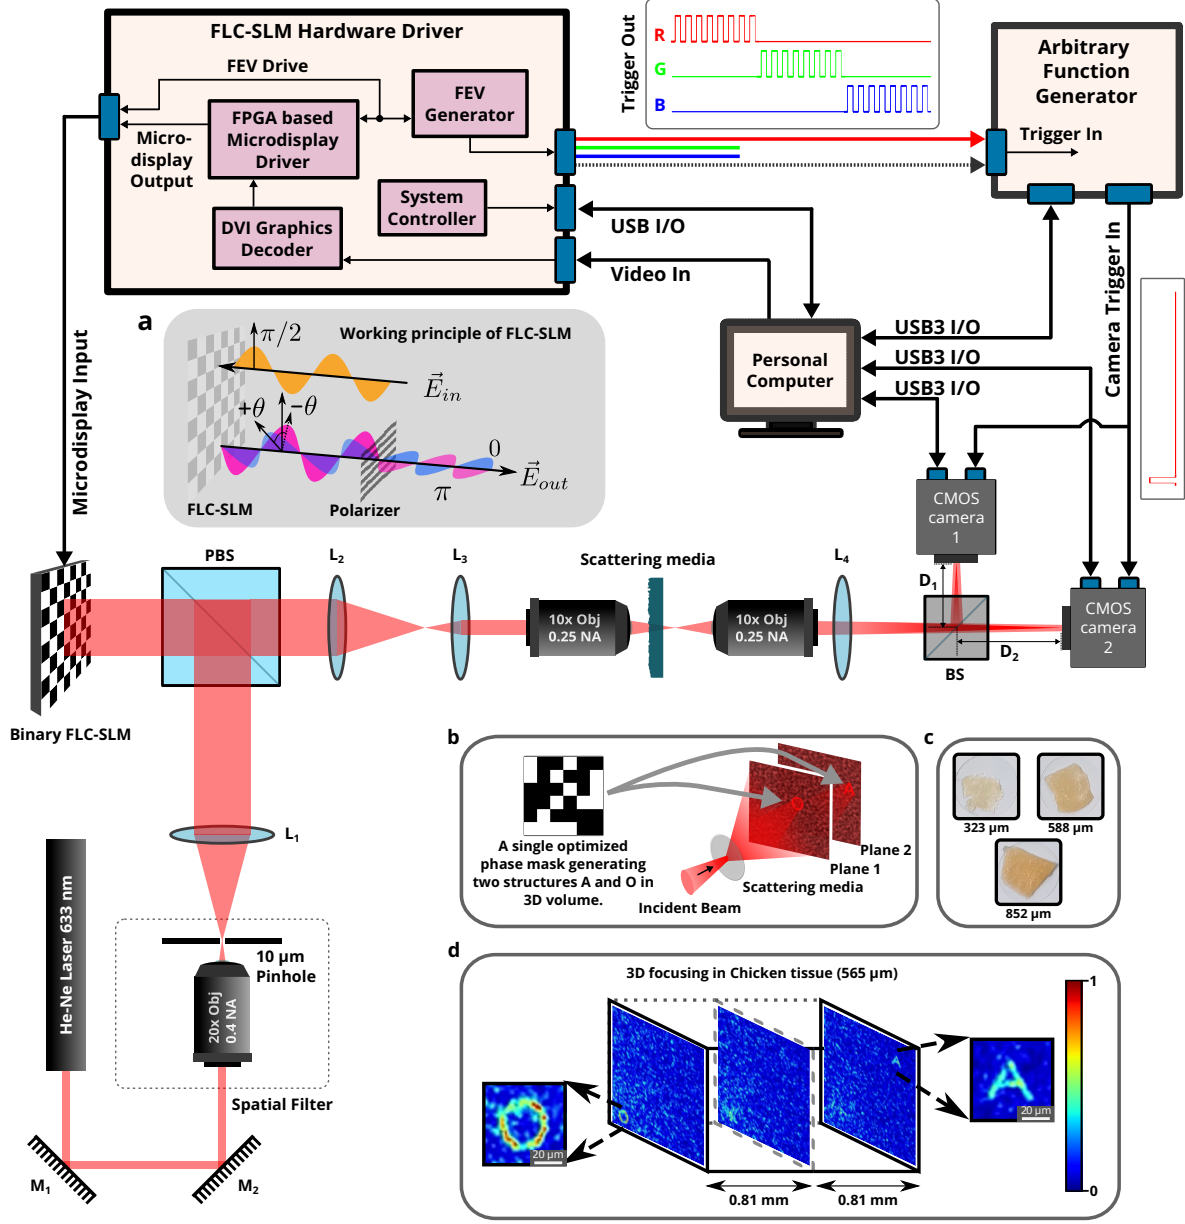 FLC-SLM Hardware Driver
FEV Drive
FEV
Generator
FPGA based
Microdisplay
Driver
Micro-
display
Output
System
Controller
DVI Graphics
Decoder
USB I/O
Video In
Trigger Out
R
G
B
Arbitrary
Function
Generator
Trigger In
Camera Trigger In
Microdisplay Input
a
Working principle of FLC-SLM
π/2
E⃗in
+θ
-θ
0
E⃗out
π
FLC-SLM
Polarizer
Personal
Computer
USB3 I/O
USB3 I/O
USB3 I/O
CMOS
camera
1
PBS
L2
L3
Scattering media
L4
D1
10x Obj
0.25 NA
10x Obj
0.25 NA
CMOS
camera
2
D2
BS
Binary FLC-SLM
L1
He-Ne Laser 633 nm
10 μm
Pinhole
20x Obj
0.4 NA
Spatial Filter
M1
M2
b
A single optimized
phase mask generating
two structures A and O in
3D volume.
Plane 2
Plane 1
Scattering media
Incident Beam
c
323 μm
588 μm
852 μm
d
3D focusing in Chicken tissue (565 μm)
20 μm
20 μm
0.81 mm
0.81 mm
1
0